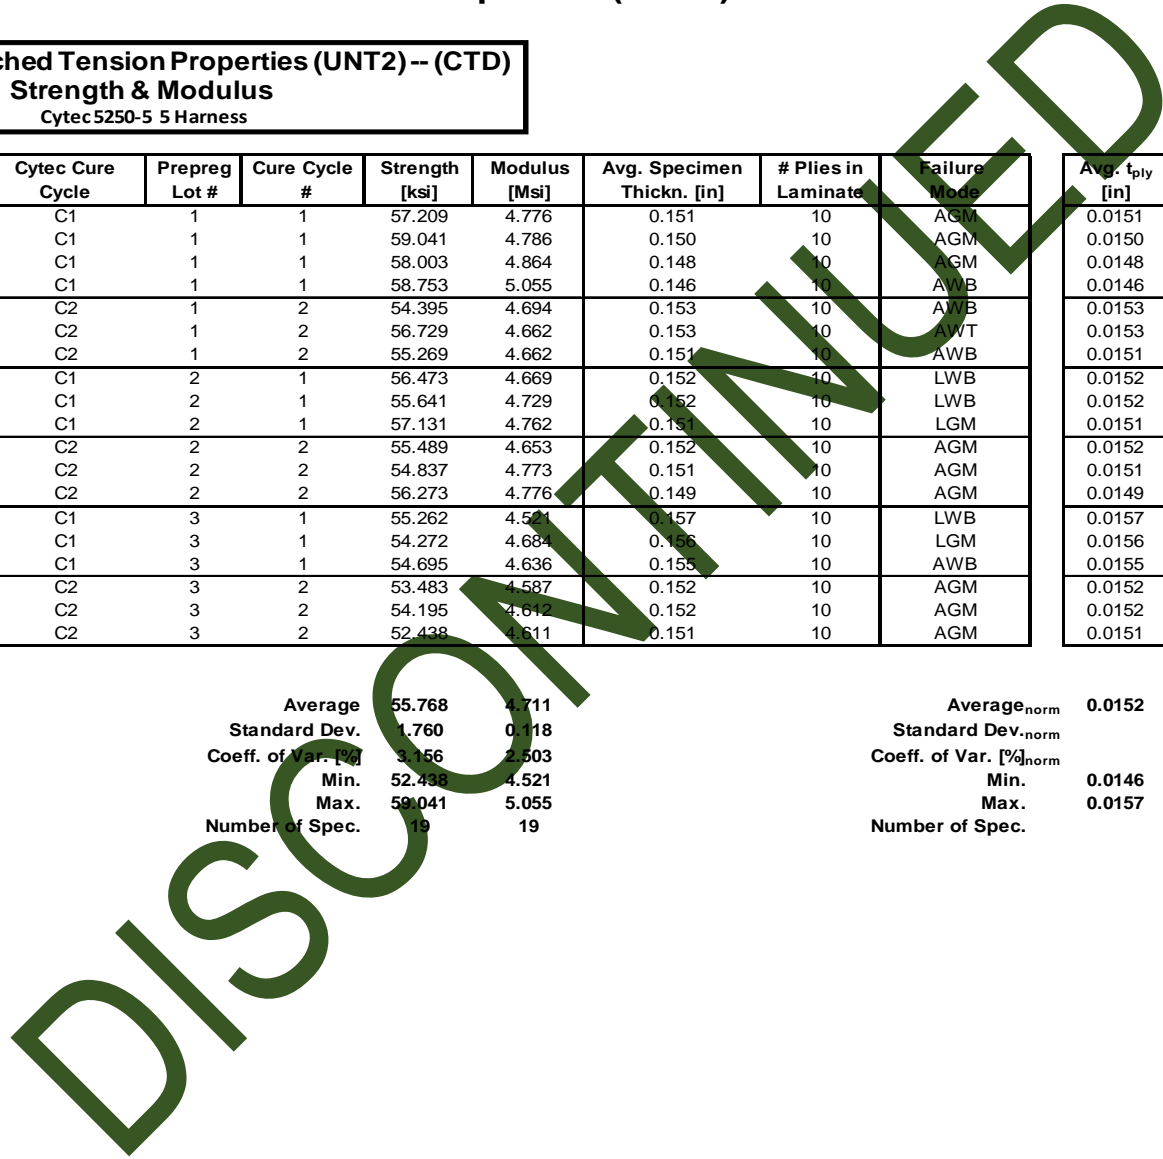 ched Tension Properties (UNT2) -- (CTD)
Strength & Modulus
Cytec 5250-5 5 Harness
Cytec Cure Prepreg Cure Cycle Strength Modulus Avg. Specimen # Plies in Failure Avg. tply
Cycle Lot # # [ksi] [Msi] Thickn. [in] Laminate Mode [in]
C1 1 1 57.209 4.776 0.151 10 AGM 0.0151
C1 1 1 59.041 4.786 0.150 10 AGM 0.0150
C1 1 1 58.003 4.864 0.148 10 AGM 0.0148
C1 1 1 58.753 5.055 0.146 10 AWB 0.0146
C2 1 2 54.395 4.694 0.153 10 AWB 0.0153
C2 1 2 56.729 4.662 0.153 10 AWT 0.0153
C2 1 2 55.269 4.662 0.151 10 AWB 0.0151
C1 2 1 56.473 4.669 0.152 10 LWB 0.0152
C1 2 1 55.641 4.729 0.152 10 LWB 0.0152
C1 2 1 57.131 4.762 0.151 10 LGM 0.0151
C2 2 2 55.489 4.653 0.152 10 AGM 0.0152
C2 2 2 54.837 4.773 0.151 10 AGM 0.0151
C2 2 2 56.273 4.776 0.149 10 AGM 0.0149
C1 3 1 55.262 4.521 0.157 10 LWB 0.0157
C1 3 1 54.272 4.684 0.156 10 LGM 0.0156
C1 3 1 54.695 4.636 0.155 10 AWB 0.0155
C2 3 2 53.483 4.587 0.152 10 AGM 0.0152
C2 3 2 54.195 4.612 0.152 10 AGM 0.0152
C2 3 2 52.438 4.611 0.151 10 AGM 0.0151
Average 55.768 4.711 Averagenorm 0.0152
Standard Dev. 1.760 0.118 Standard Dev.norm
Coeff. of Var. [%] 3.156 2.503 Coeff. of Var. [%]norm
Min. 52.438 4.521 Min. 0.0146
Max. 59.041 5.055 Max. 0.0157
Number of Spec. 19 19 Number of Spec.
DISCONTINUED